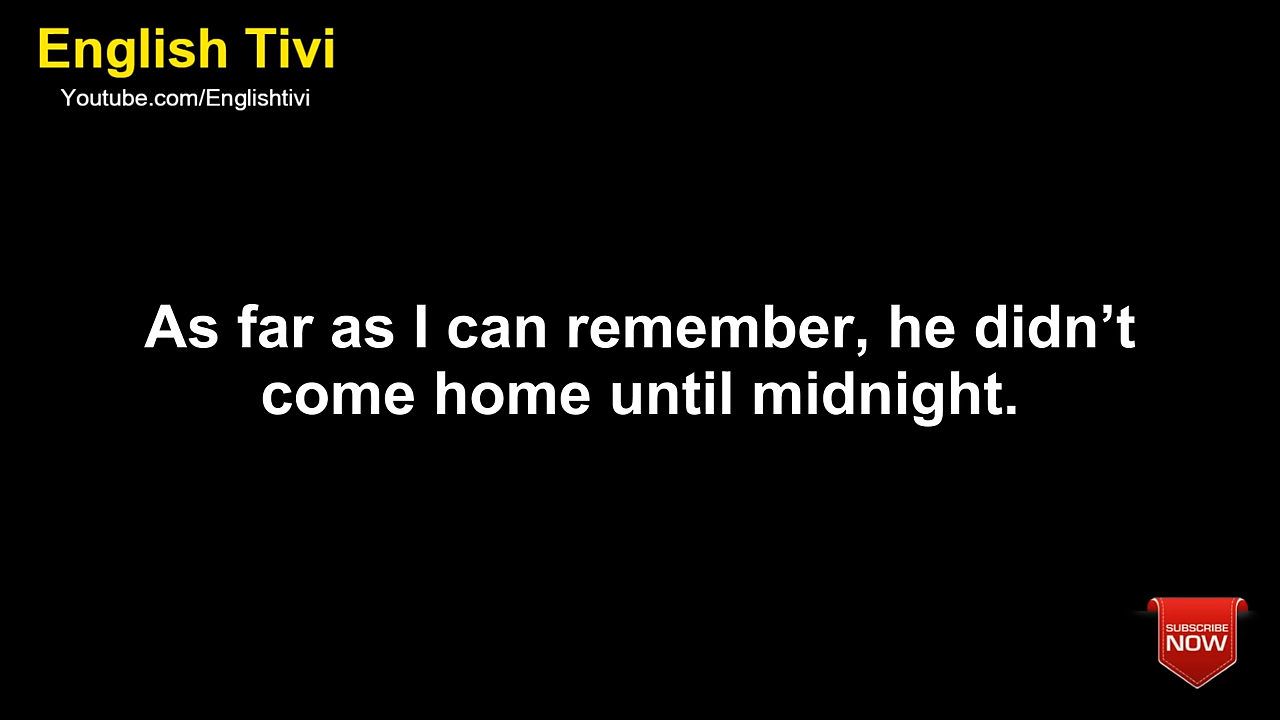 English Tivi
Youtube.com/Englishtivi
As far as I can remember, he didn’t
come home until midnight.
SUBSCRIBE
NOW